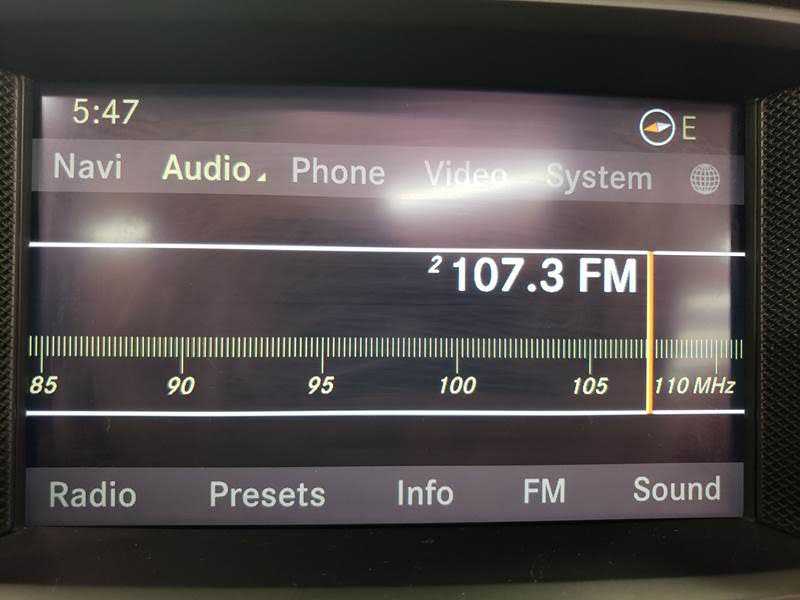 5:47
E
Navi Audio Phone Video System
2 107.3 FM
85 90 95 100 105 110 MHz
Radio Presets Info FM Sound